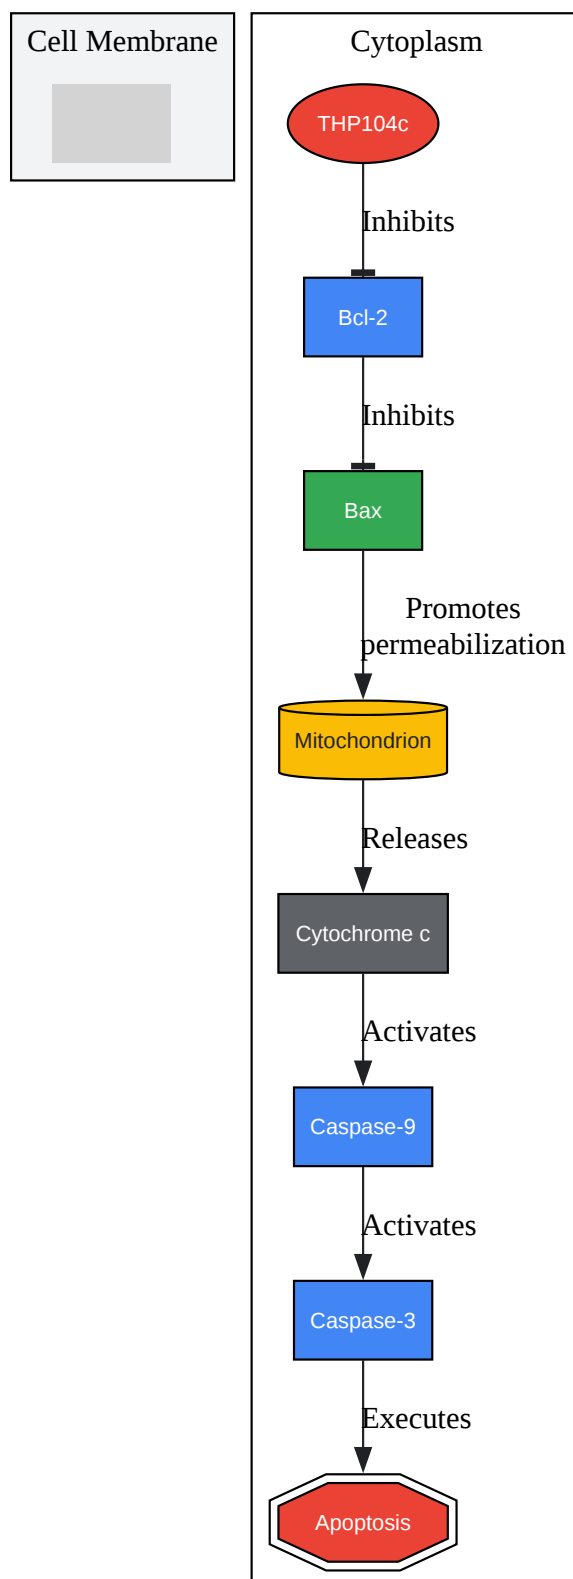 Cell Membrane
Cytoplasm
THP104c
Inhibits
Bcl-2
Inhibits
Bax
Promotes
permeabilization
Mitochondrion
Releases
Cytochrome c
Activates
Caspase-9
Activates
Caspase-3
Executes
Apoptosis